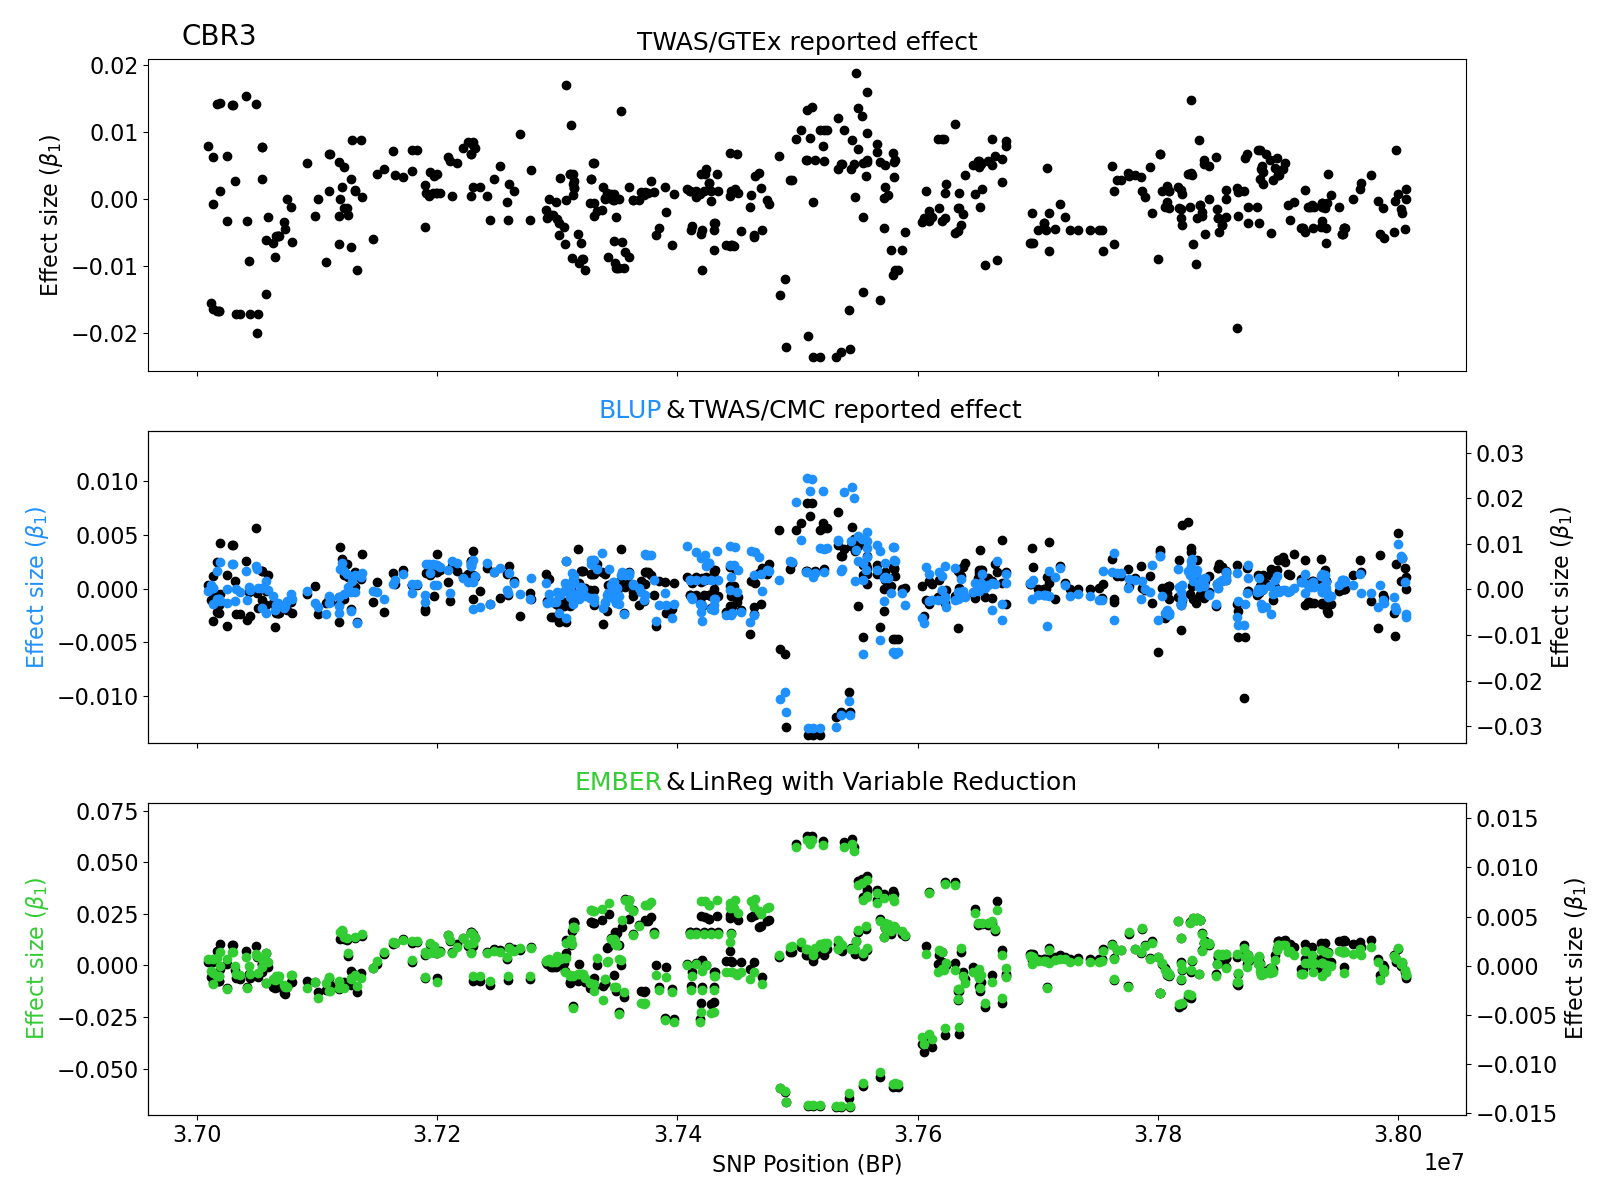 CBR3
TWAS/GTEx reported effect
0.02
0.01
0.00
−0.01
−0.02
Effect size (β₁)
BLUP & TWAS/CMC reported effect
0.010
0.005
0.000
−0.005
−0.010
Effect size (β₁)
0.03
0.02
0.01
0.00
−0.01
−0.02
−0.03
Effect size (β₁)
EMBER & LinReg with Variable Reduction
0.075
0.050
0.025
0.000
−0.025
−0.050
Effect size (β₁)
0.015
0.010
0.005
0.000
−0.005
−0.010
−0.015
Effect size (β₁)
3.70 3.72 3.74 3.76 3.78 3.80
SNP Position (BP)
1e7